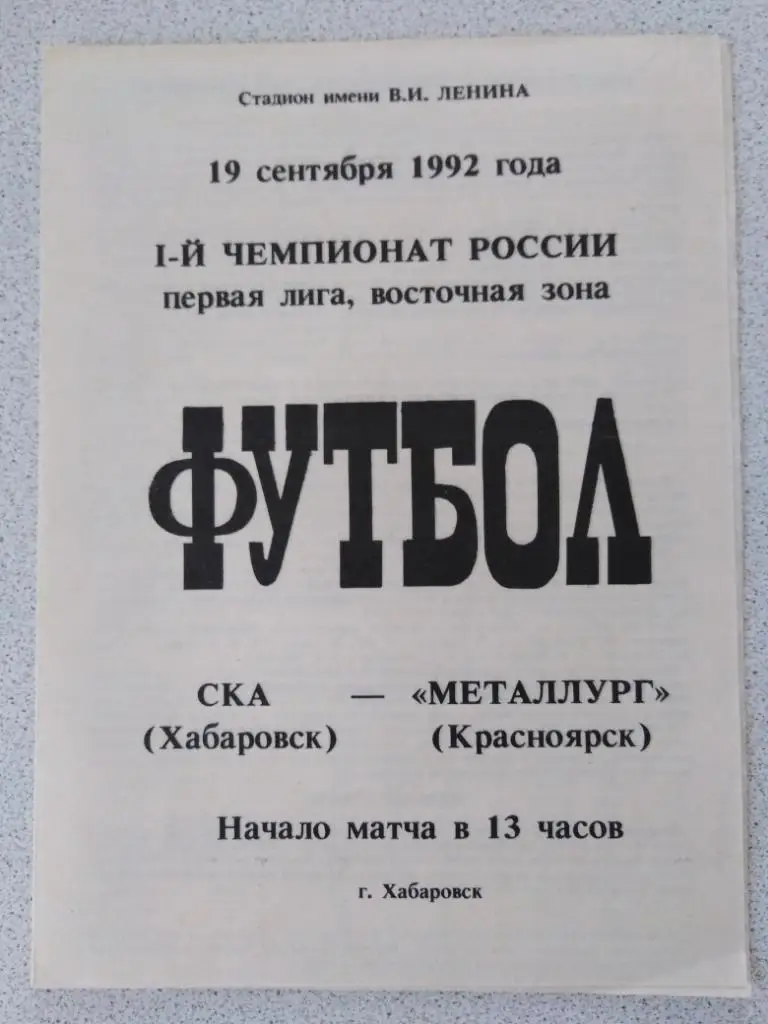 Стадион имени В.И. ЛЕНИНА
19 сентября 1992 года
I-Й ЧЕМПИОНАТ РОССИИ
первая лига, восточная зона
ФУТБОЛ
СКА — «МЕТАЛЛУРГ»
(Хабаровск) (Красноярск)
Начало матча в 13 часов
г. Хабаровск